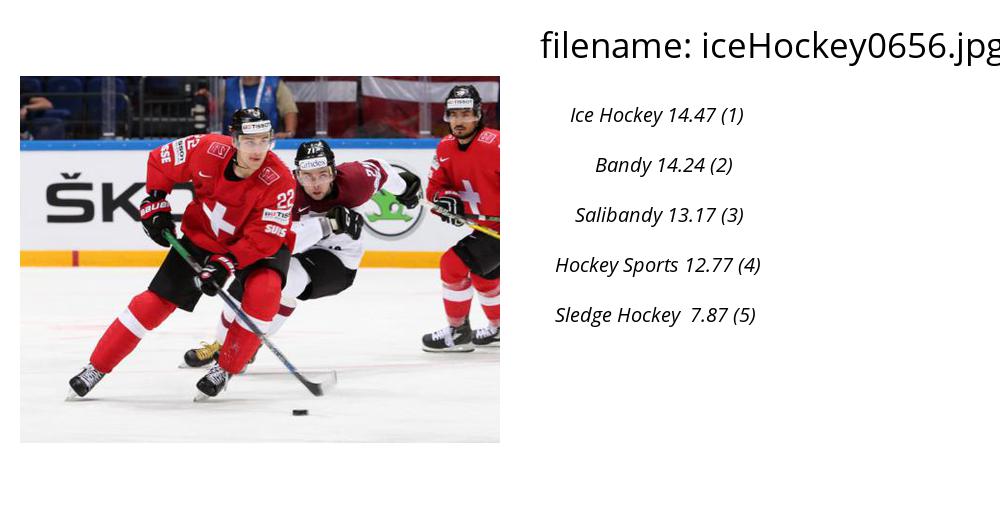 filename: iceHockey0656.jpg
Ice Hockey 14.47 (1)
Bandy 14.24 (2)
Salibandy 13.17 (3)
Hockey Sports 12.77 (4)
Sledge Hockey 7.87 (5)
TISSOT
ŠKO
22
SUIS
BAUER